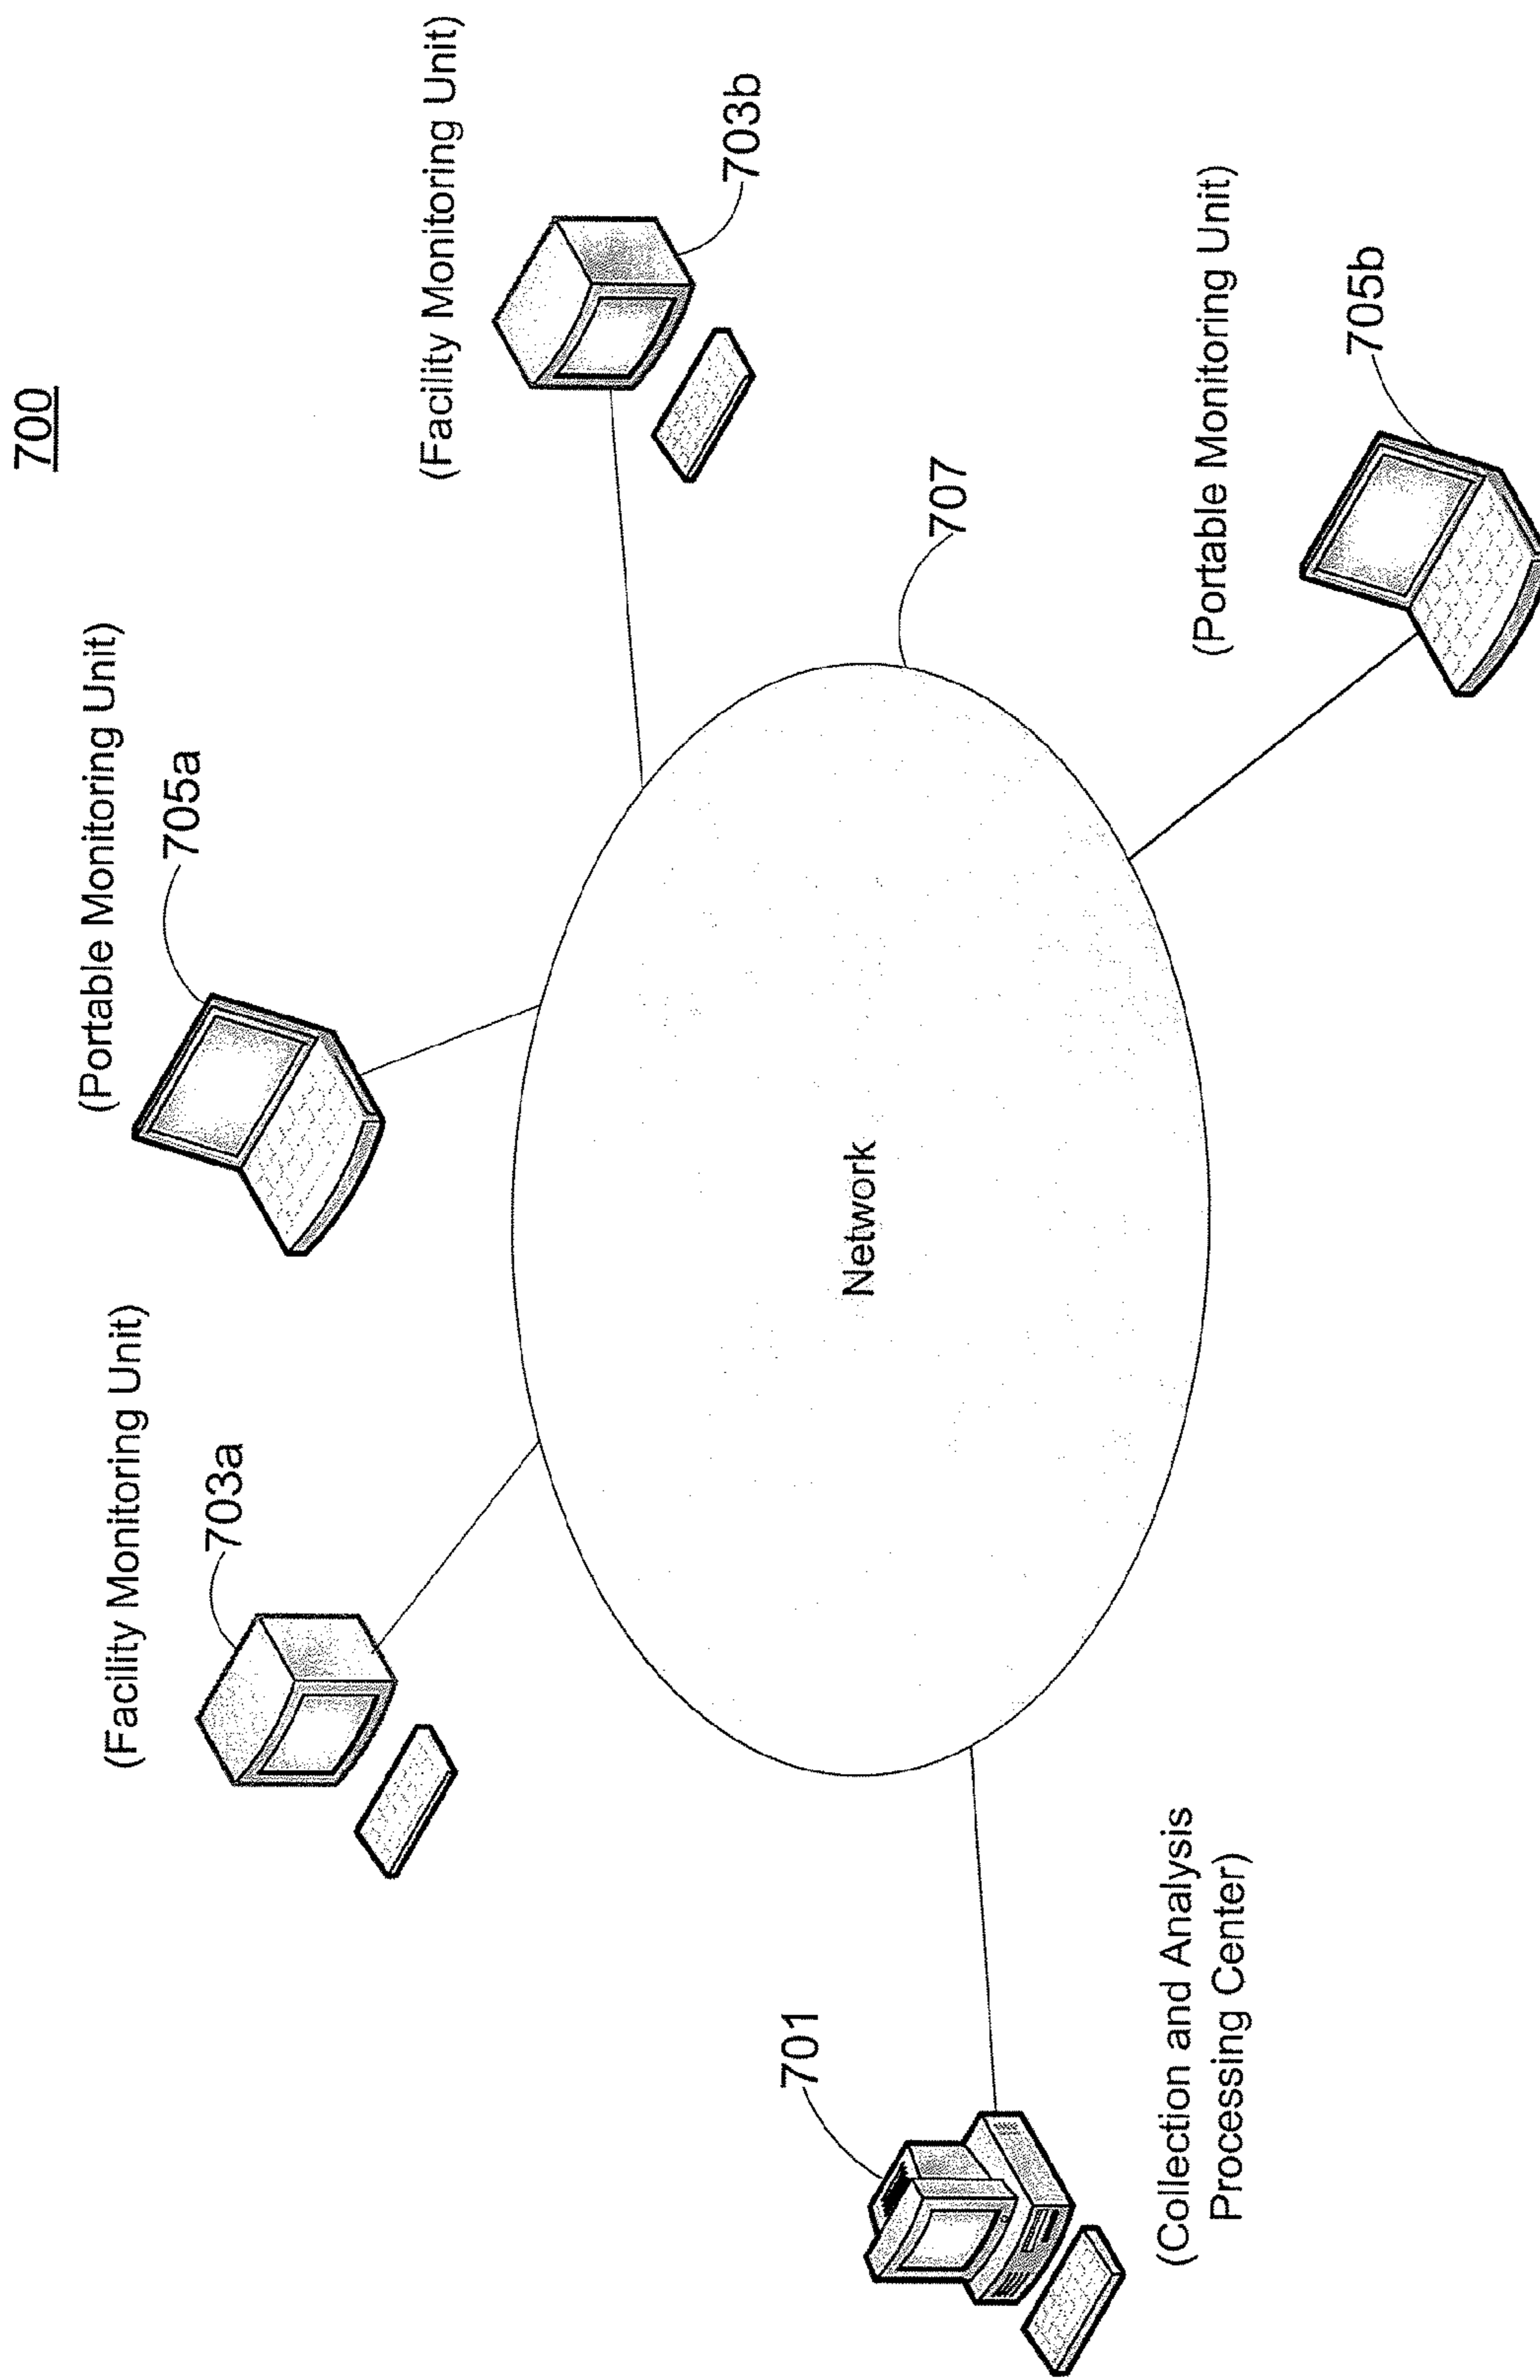 700
(Portable Monitoring Unit)
705a
(Facility Monitoring Unit)
703a
(Facility Monitoring Unit)
703b
707
Network
701
(Collection and Analysis
Processing Center)
(Portable Monitoring Unit)
705b